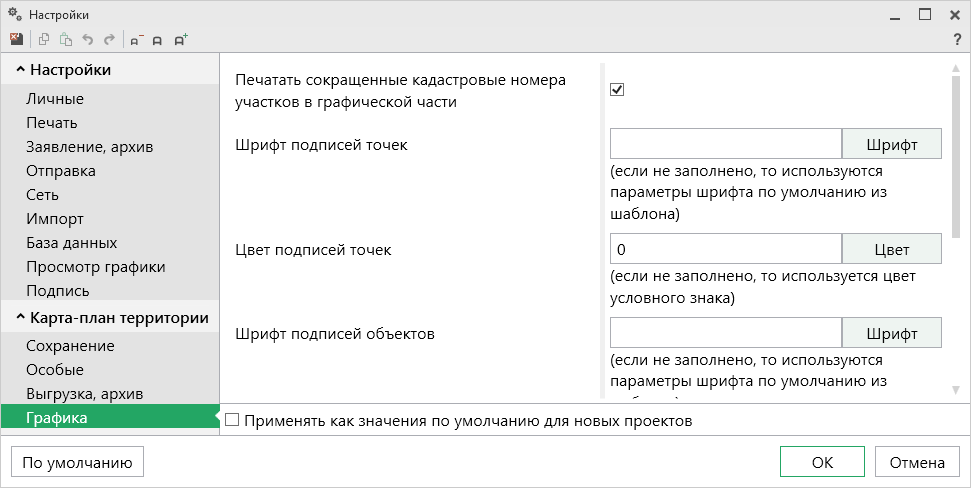 Настройки
?
Настройки
Личные
Печать
Заявление, архив
Отправка
Сеть
Импорт
База данных
Просмотр графики
Подпись
Карта-план территории
Сохранение
Особые
Выгрузка, архив
Графика
Печатать сокращенные кадастровые номера
участков в графической части
Шрифт подписей точек
Шрифт
(если не заполнено, то используются
параметры шрифта по умолчанию из
шаблона)
Цвет подписей точек
0
Цвет
(если не заполнено, то используется цвет
условного знака)
Шрифт подписей объектов
Шрифт
(если не заполнено, то используются
параметры шрифта по умолчанию из
Применять как значения по умолчанию для новых проектов
По умолчанию
ОК
Отмена